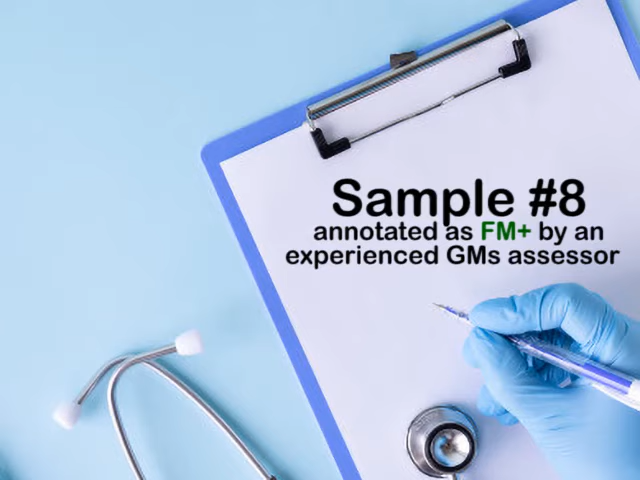 Sample #8
annotated as FM+ by an
experienced GMs assessor